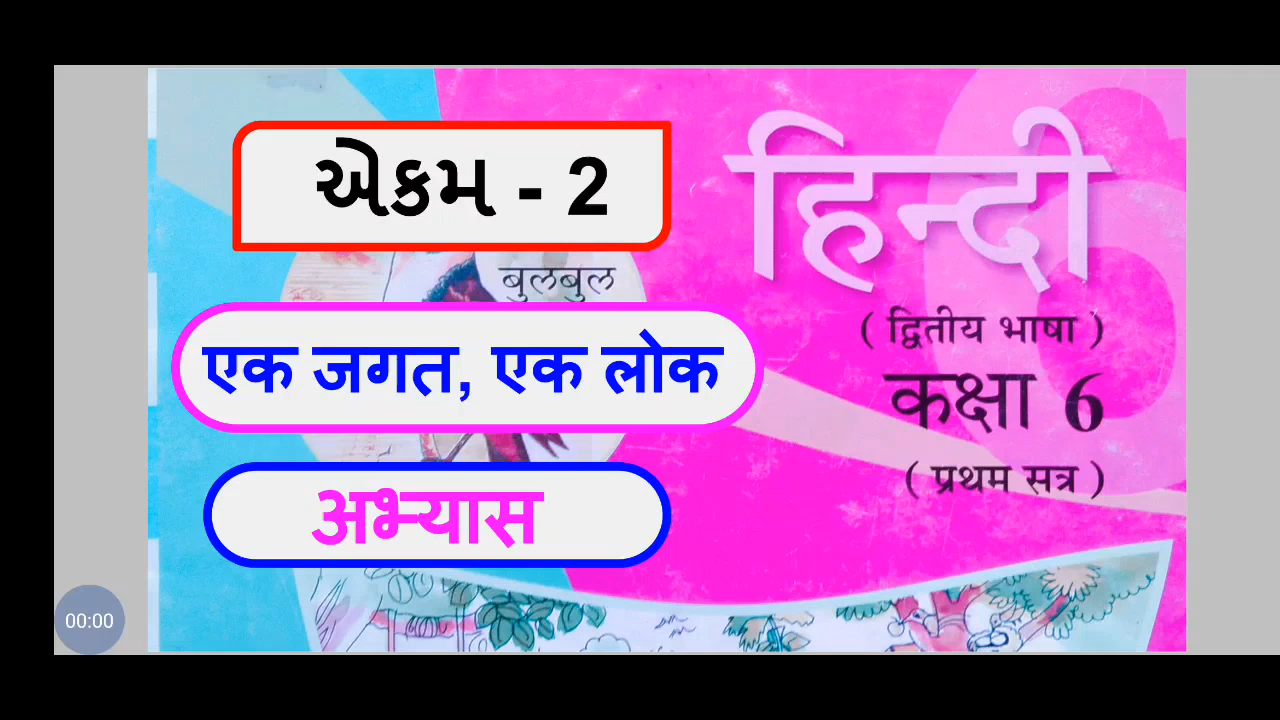 એકમ - 2
बुलबुल
एक जगत, एक लोक
अभ्यास
हिन्दी
( द्वितीय भाषा )
कक्षा 6
( प्रथम सत्र )
00:00